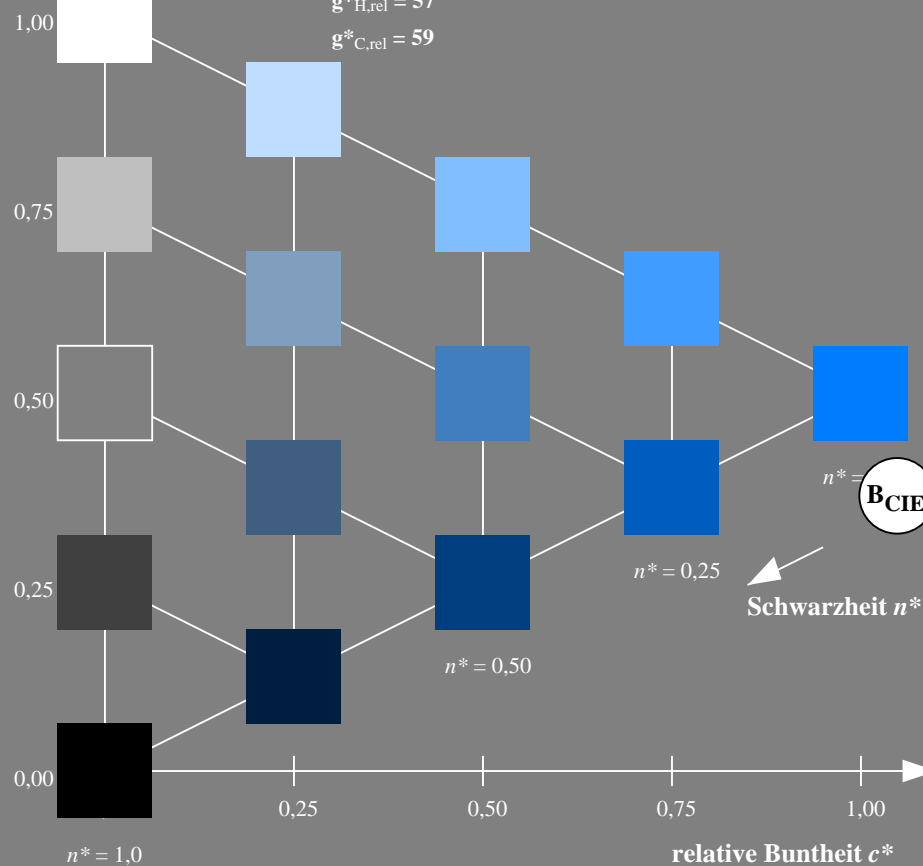 g*H,rel = 57
1,00
g*C,rel = 59
0,75
0,50
n* =
BCIE
n* = 0,25
0,25
Schwarzheit n*
n* = 0,50
0,00
0,25
0,50
0,75
1,00
n* = 1,0
relative Buntheit c*